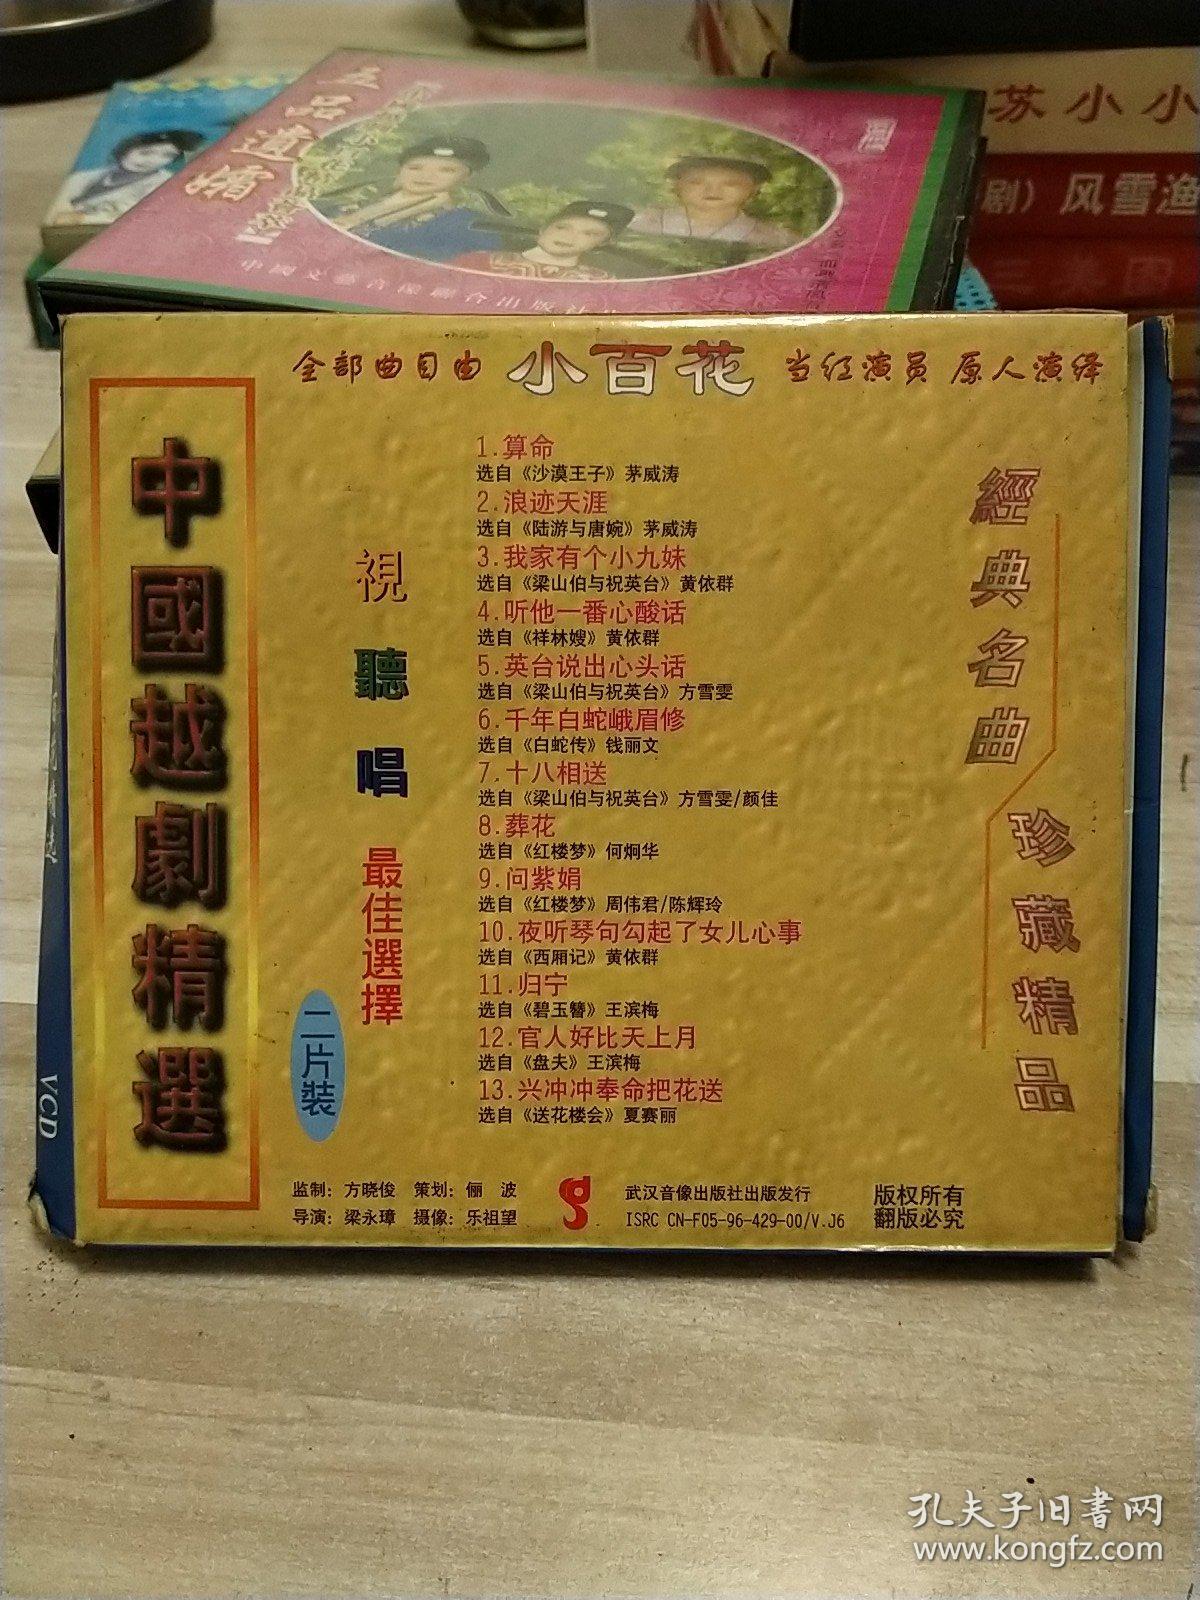 苏小小
剧）风雪渔
五品遗孀
中國文藝音像聯合出版社
全部曲目由 小百花 当红演员 原人演绎
中國越劇精選
視聽唱
最佳選擇
二片裝
1.算命
选自《沙漠王子》茅威涛
2.浪迹天涯
选自《陆游与唐婉》茅威涛
3.我家有个小九妹
选自《梁山伯与祝英台》黄依群
4.听他一番心酸话
选自《祥林嫂》黄依群
5.英台说出心头话
选自《梁山伯与祝英台》方雪雯
6.千年白蛇峨眉修
选自《白蛇传》钱丽文
7.十八相送
选自《梁山伯与祝英台》方雪雯/颜佳
8.葬花
选自《红楼梦》何炯华
9.问紫娟
选自《红楼梦》周伟君/陈辉玲
10.夜听琴句勾起了女儿心事
选自《西厢记》黄依群
11.归宁
选自《碧玉簪》王滨梅
12.官人好比天上月
选自《盘夫》王滨梅
13.兴冲冲奉命把花送
选自《送花楼会》夏赛丽
經典名曲
珍藏精品
VCD
监制：方晓俊 策划：俪 波
导演：梁永璋 摄像：乐祖望
武汉音像出版社出版发行
ISRC CN-F05-96-429-00/V.J6
版权所有
翻版必究
孔夫子旧书网
www.kongfz.com